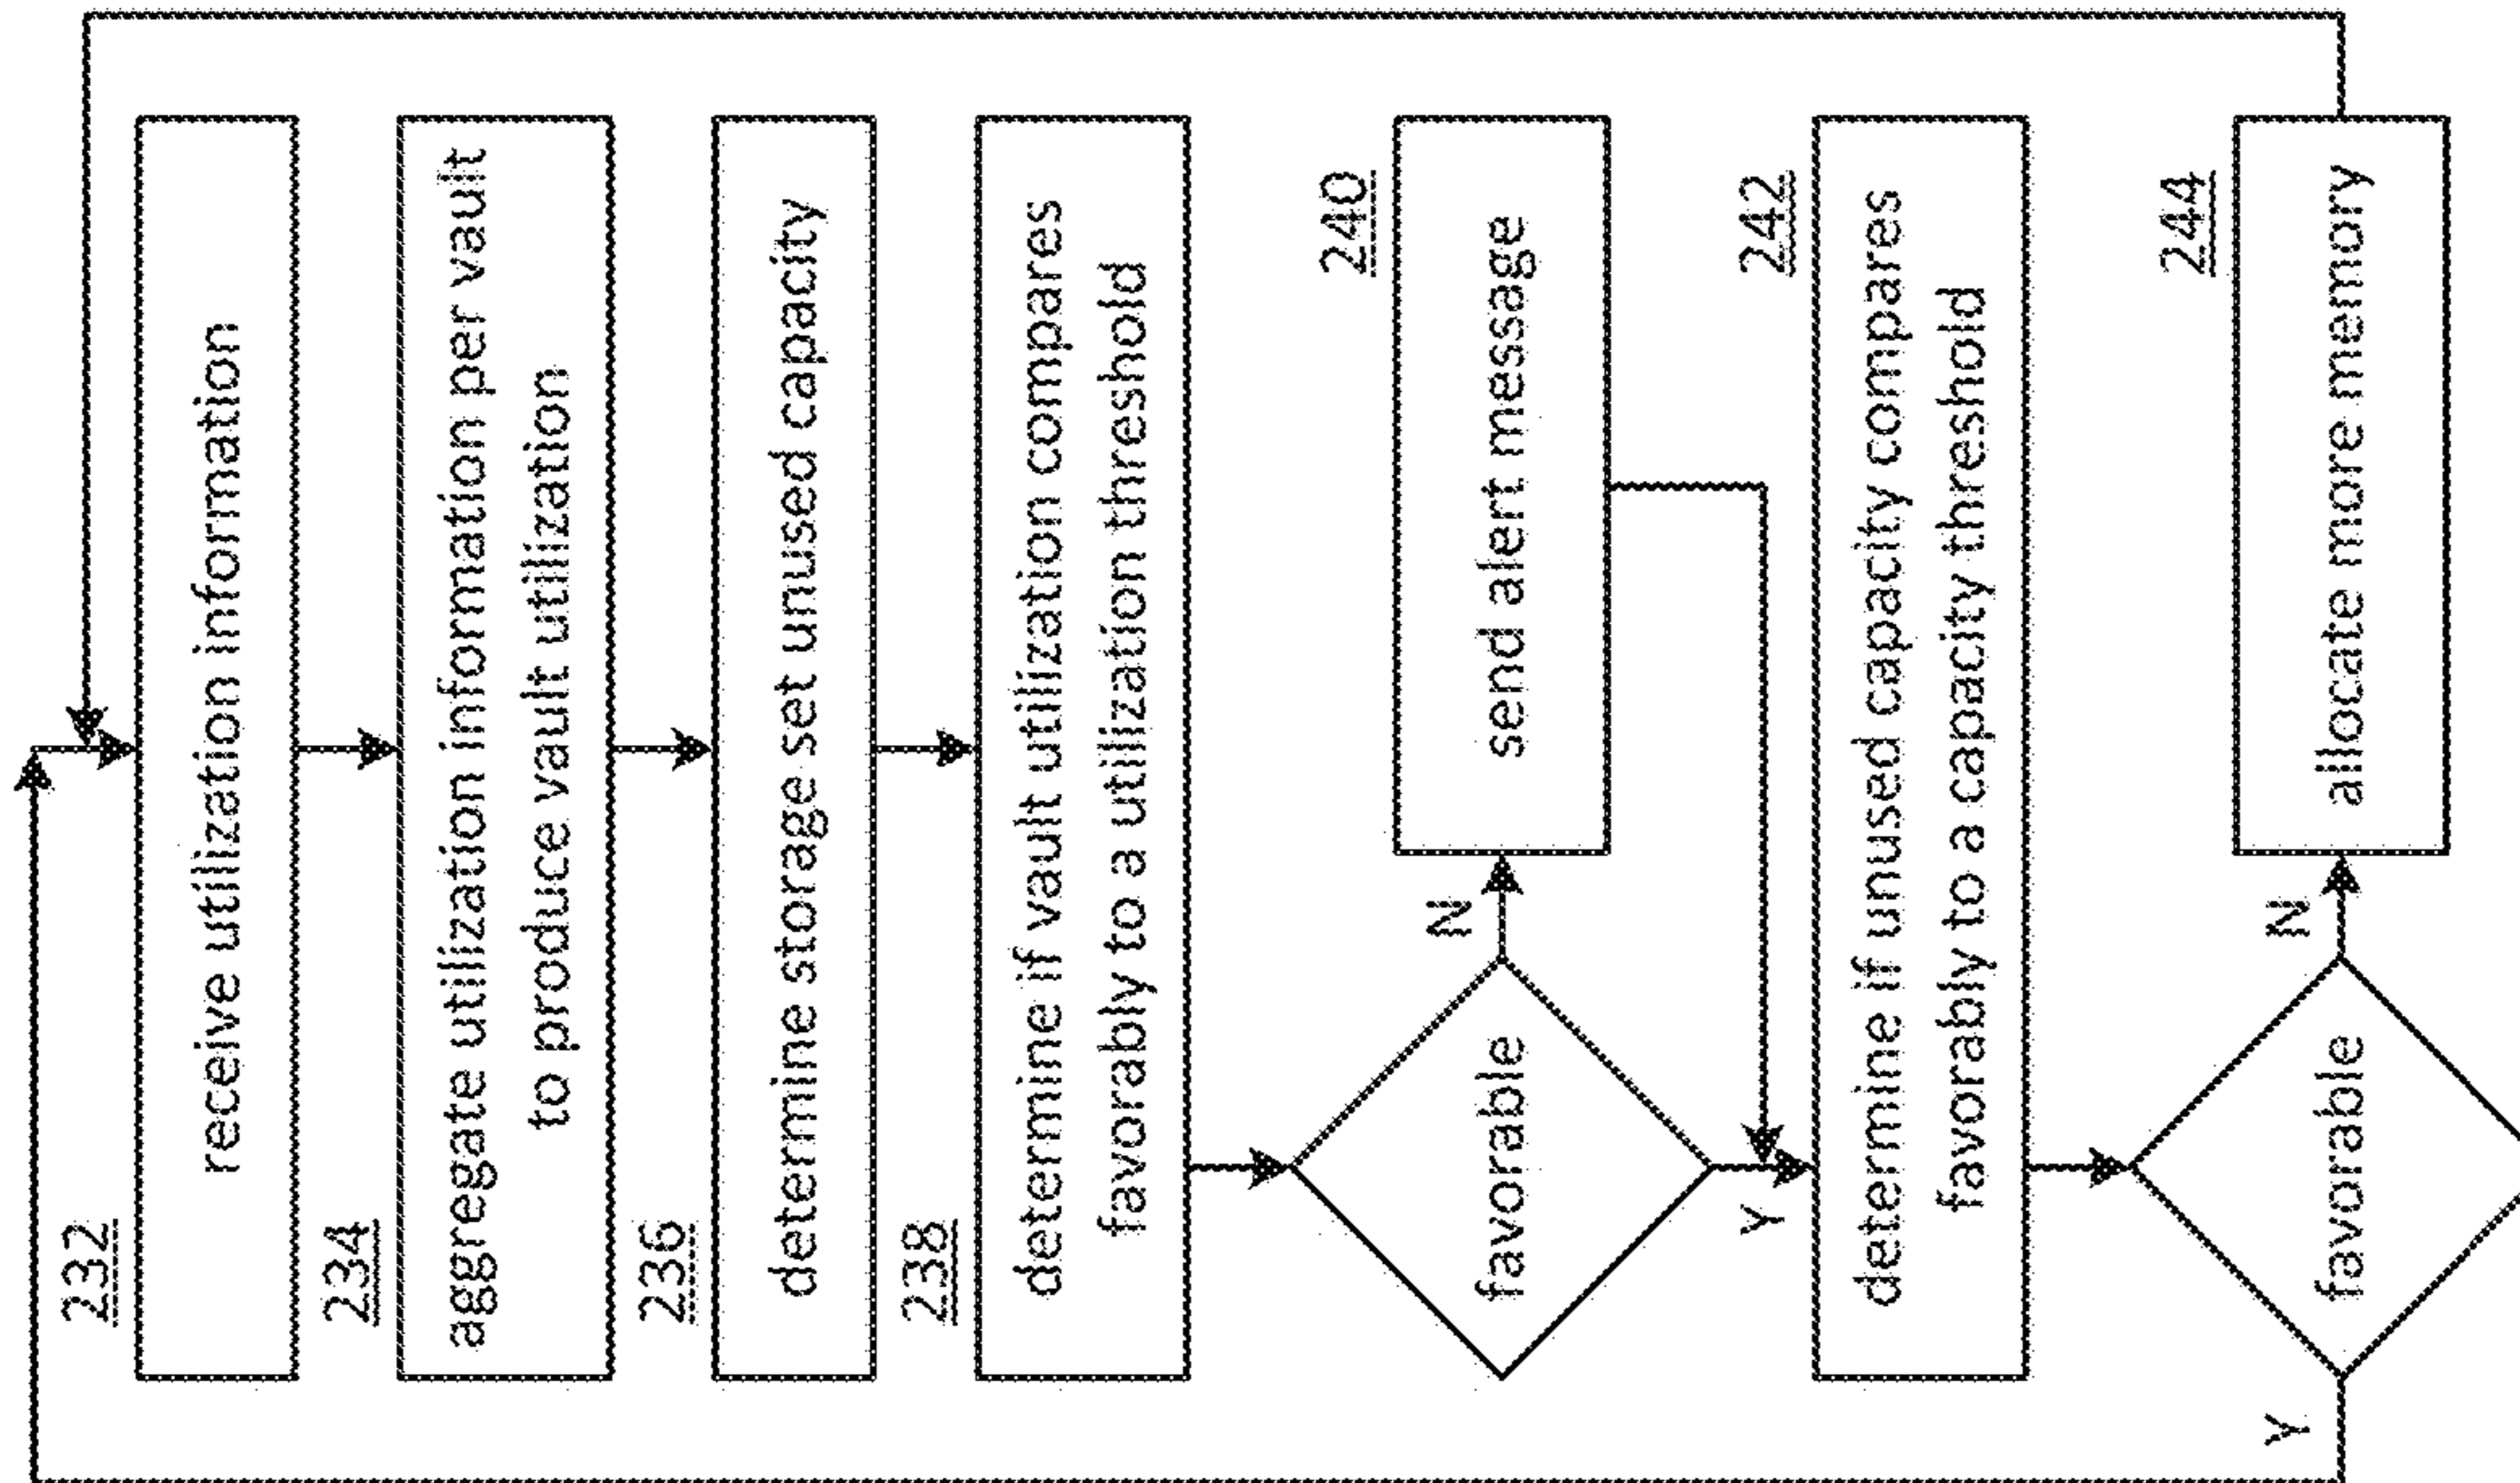 232
receive utilization information
234
aggregate utilization information per vault
to produce vault utilization
236
determine storage set unused capacity
238
determine if vault utilization compares
favorably to a utilization threshold
favorable
N
240
send alert message
Y
242
determine if unused capacity compares
favorably to a capacity threshold
favorable
N
244
allocate more memory
Y